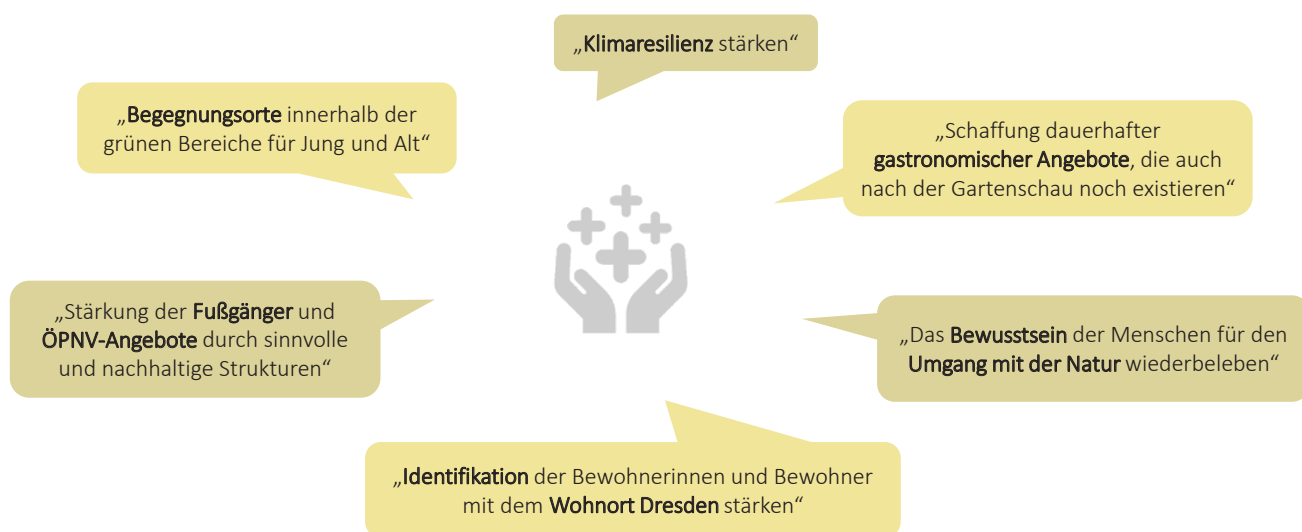 „Klimaresilienz stärken“
„Begegnungsorte innerhalb der
grünen Bereiche für Jung und Alt“
„Schaffung dauerhafter
gastronomischer Angebote, die auch
nach der Gartenschau noch existieren“
„Stärkung der Fußgänger und
ÖPNV-Angebote durch sinnvolle
und nachhaltige Strukturen“
„Das Bewusstsein der Menschen für den
Umgang mit der Natur wiederbeleben“
„Identifikation der Bewohnerinnen und Bewohner
mit dem Wohnort Dresden stärken“